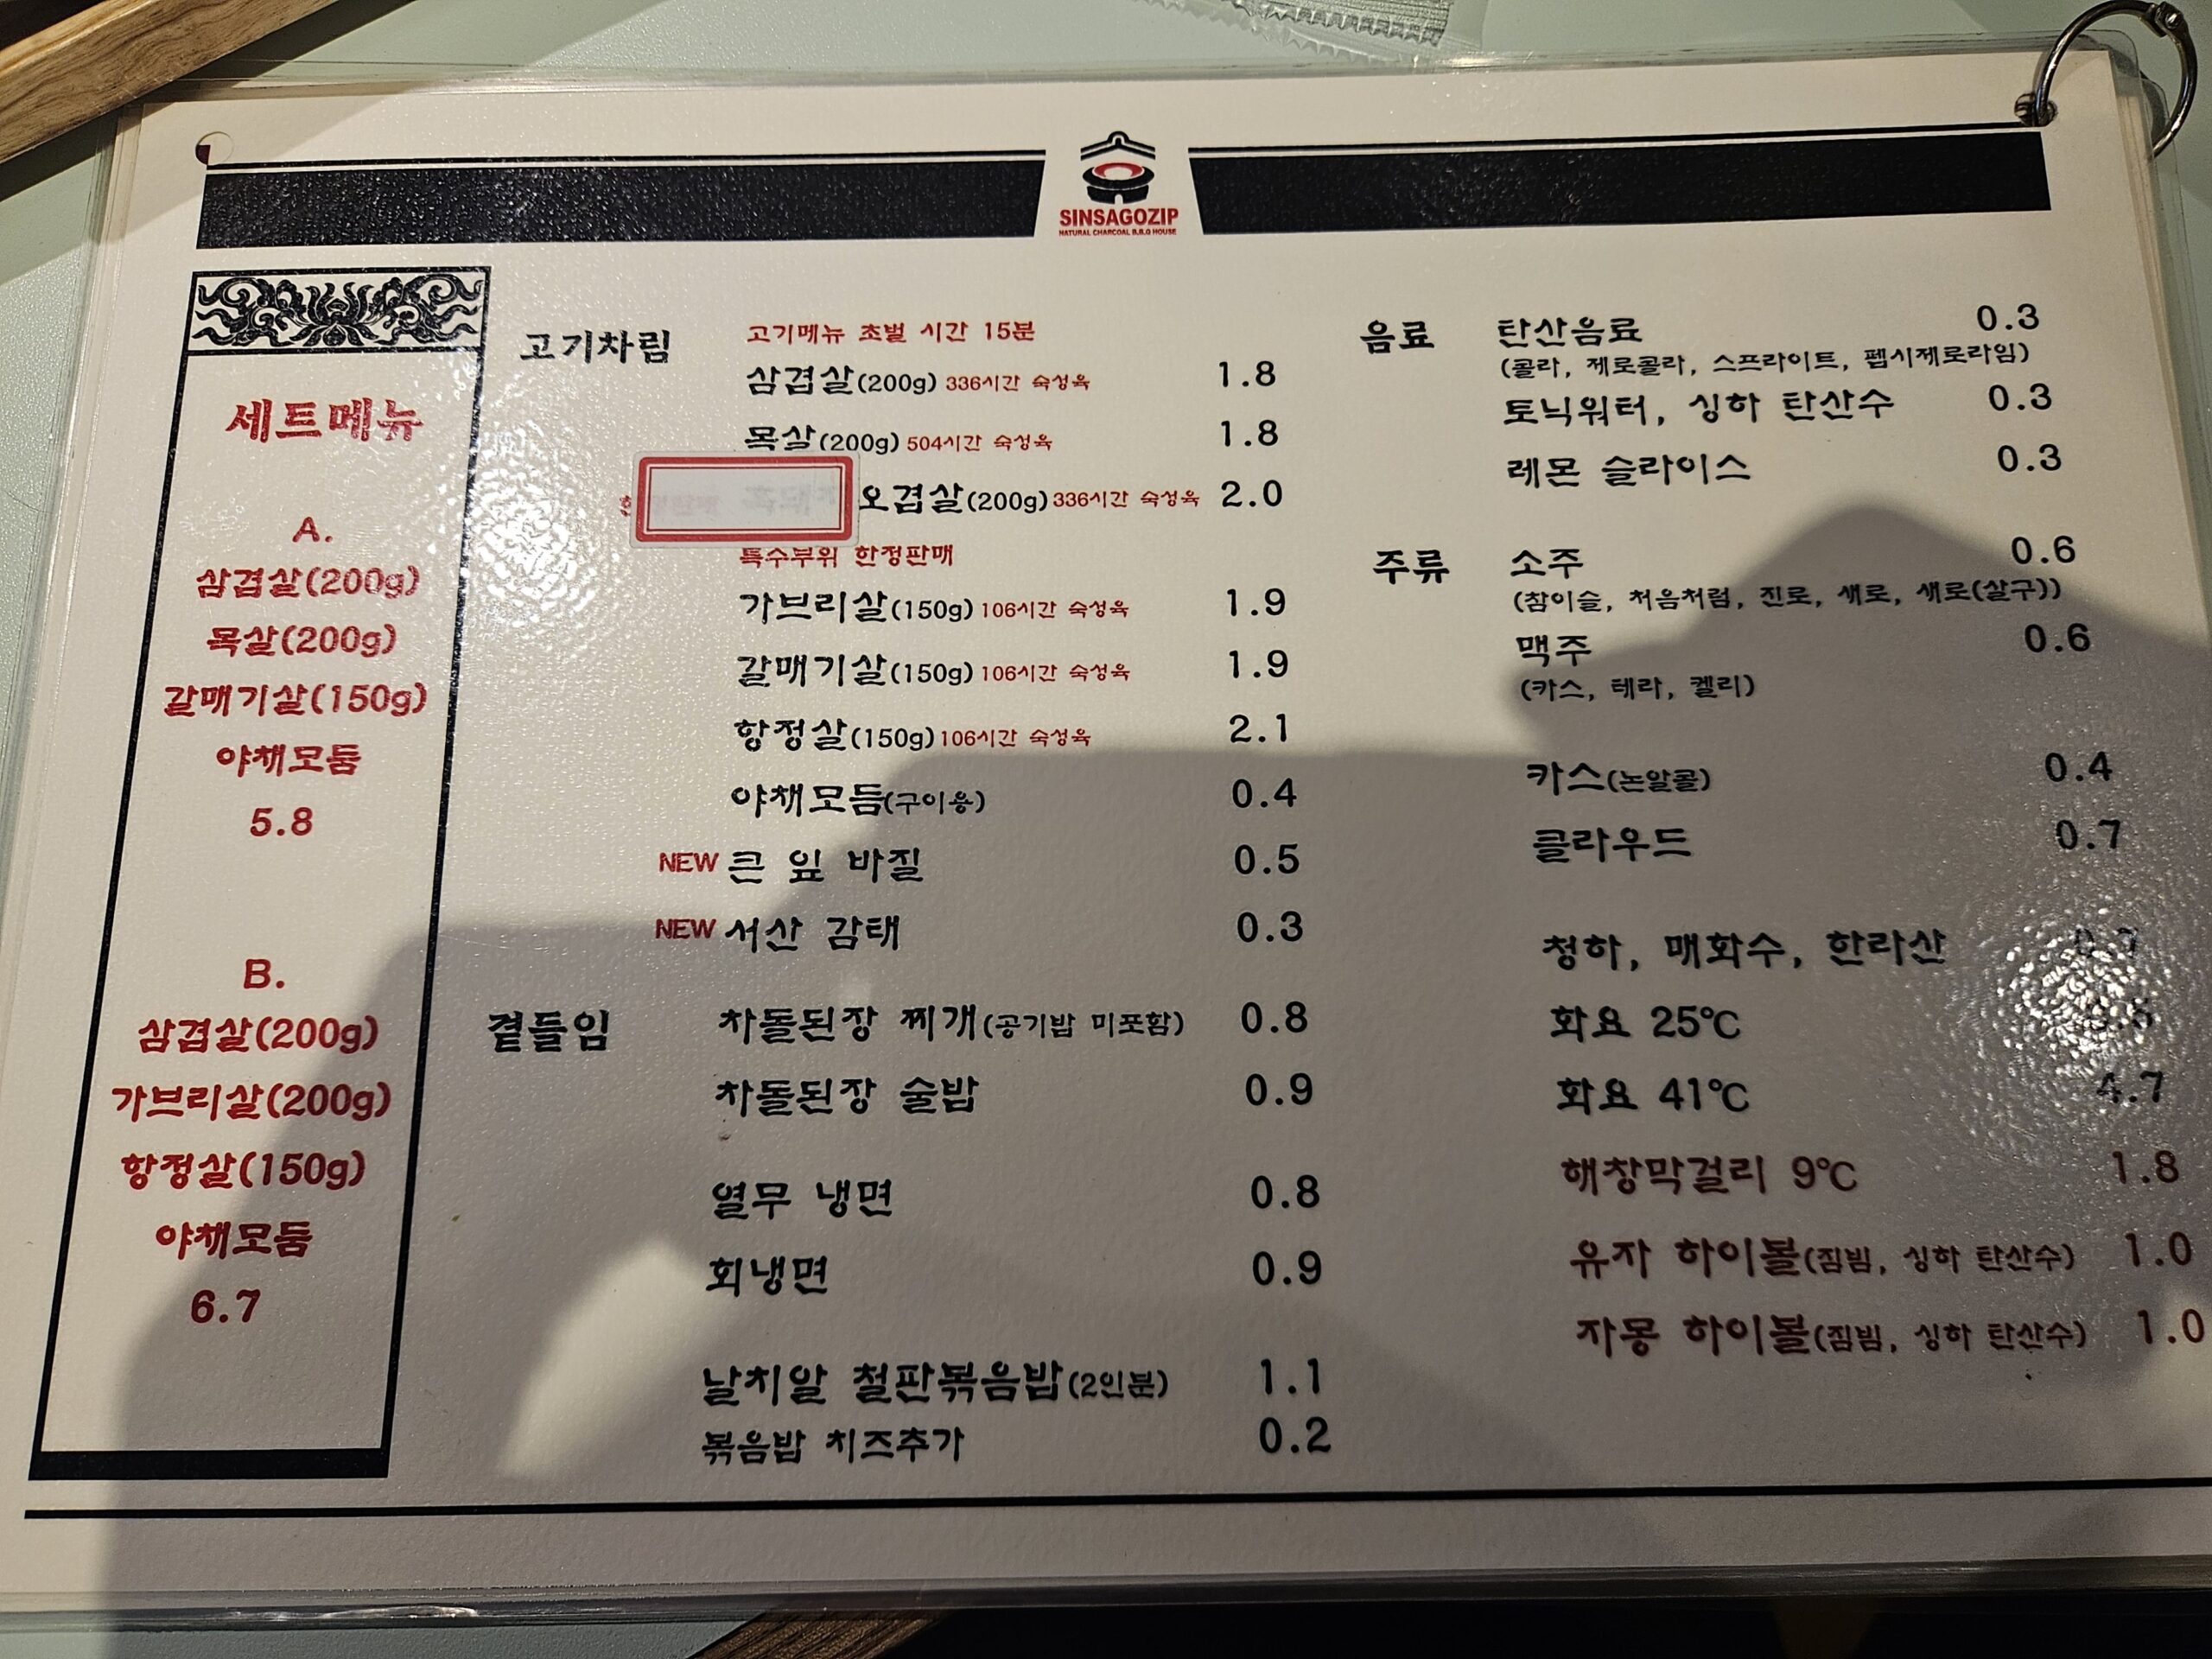 SINSAGOZIP
NATURAL CHARCOAL B.B.Q HOUSE
세트메뉴
A.
삼겹살(200g)
목살(200g)
갈매기살(150g)
야채모둠
5.8
B.
삼겹살(200g)
가브리살(200g)
항정살(150g)
야채모둠
6.7
고기차림
고기메뉴 초벌 시간 15분
삼겹살(200g) 336시간 숙성육 1.8
목살(200g) 504시간 숙성육 1.8
오겹살(200g) 336시간 숙성육 2.0
특수부위 한정판매
가브리살(150g) 106시간 숙성육 1.9
갈매기살(150g) 106시간 숙성육 1.9
항정살(150g) 106시간 숙성육 2.1
야채모듬(구이용) 0.4
NEW 큰 잎 바질 0.5
NEW 서산 감태 0.3
곁들임
차돌된장 찌개(공기밥 미포함) 0.8
차돌된장 술밥 0.9
열무 냉면 0.8
회냉면 0.9
날치알 철판볶음밥(2인분) 1.1
볶음밥 치즈추가 0.2
음료
탄산음료 0.3
(콜라, 제로콜라, 스프라이트, 펩시제로라임)
토닉워터, 싱하 탄산수 0.3
레몬 슬라이스 0.3
주류
소주 0.6
(참이슬, 처음처럼, 진로, 새로, 새로(살구))
맥주 0.6
(카스, 테라, 켈리)
카스(논알콜) 0.4
클라우드 0.7
청하, 매화수, 한라산 0.7
화요 25℃
화요 41℃ 4.7
해창막걸리 9℃ 1.8
유자 하이볼(짐빔, 싱하 탄산수) 1.0
자몽 하이볼(짐빔, 싱하 탄산수) 1.0